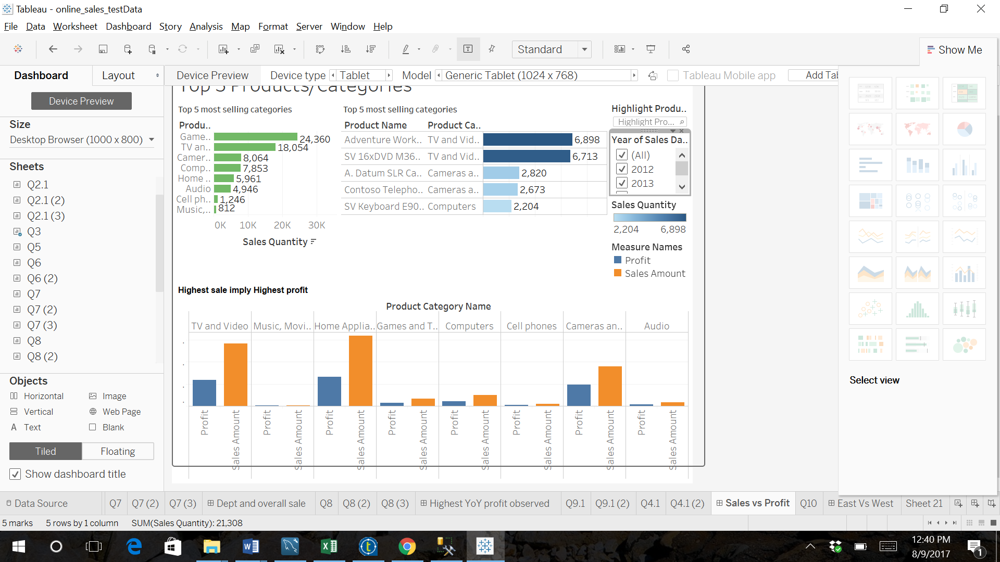 Tableau - online_sales_testData
File Data Worksheet Dashboard Story Analysis Map Format Server Window Help
Standard
Show Me
Dashboard Layout
Device Preview Device type Tablet Model Generic Tablet (1024 x 768) Tableau Mobile app Add Tab
Device Preview
Size
Desktop Browser (1000 x 800)
Sheets
Q2.1
Q2.1 (2)
Q2.1 (3)
Q3
Q5
Q6
Q6 (2)
Q7
Q7 (2)
Q7 (3)
Q8
Q8 (2)
Objects
Horizontal Image
Vertical Web Page
A Text Blank
Tiled Floating
Show dashboard title
Top 5 Products/Categories
Top 5 most selling categories
Produ..
Game.. 24,360
TV an.. 18,054
Camer.. 8,064
Comp.. 7,853
Home .. 5,961
Audio 4,946
Cell ph.. 1,246
Music,.. 812
0K 10K 20K 30K
Sales Quantity
Top 5 most selling categories
Product Name Product Ca..
Adventure Work.. TV and Vid.. 6,898
SV 16xDVD M36.. TV and Vid.. 6,713
A. Datum SLR Ca.. Cameras a.. 2,820
Contoso Telepho.. Cameras a.. 2,673
SV Keyboard E90.. Computers 2,204
Highlight Produ..
Highlight Pro...
Year of Sales Da..
(All)
2012
2013
Sales Quantity
2,204 6,898
Measure Names
Profit
Sales Amount
Highest sale imply Highest profit
Product Category Name
TV and Video Music, Movi.. Home Applia.. Games and T.. Computers Cell phones Cameras an.. Audio
Profit Sales Amount Profit Sales Amount Profit Sales Amount Profit Sales Amount Profit Sales Amount Profit Sales Amount Profit Sales Amount Profit Sales Amount
Select view
Data Source Q7 Q7 (2) Q7 (3) Dept and overall sale Q8 Q8 (2) Q8 (3) Highest YoY profit observed Q9.1 Q9.1 (2) Q4.1 Q4.1 (2) Sales vs Profit Q10 East Vs West Sheet 21
5 marks 5 rows by 1 column SUM(Sales Quantity): 21,308
12:40 PM
8/9/2017
1